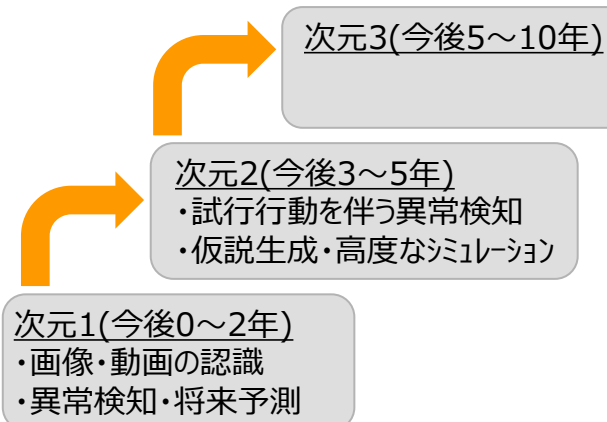 次元3(今後5～10年)
次元2(今後3～5年)
・試行行動を伴う異常検知
・仮説生成・高度なｼﾐｭﾚｰｼｮﾝ
次元1(今後0～2年)
・画像・動画の認識
・異常検知・将来予測